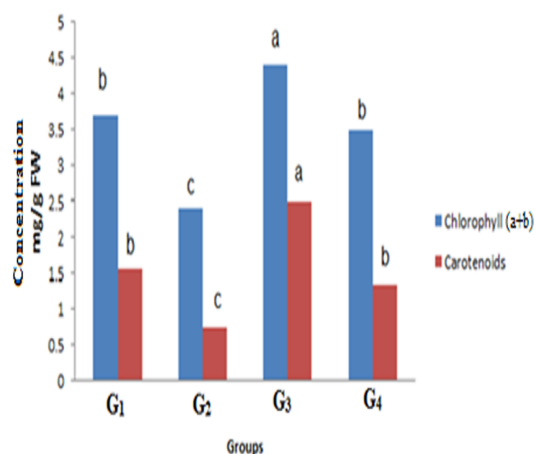 Concentration
mg/g FW
5
4.5
4
3.5
3
2.5
2
1.5
1
0.5
0
b
b
c
c
a
a
b
b
G1
G2
G3
G4
Groups
Chlorophyll (a+b)
Carotenoids